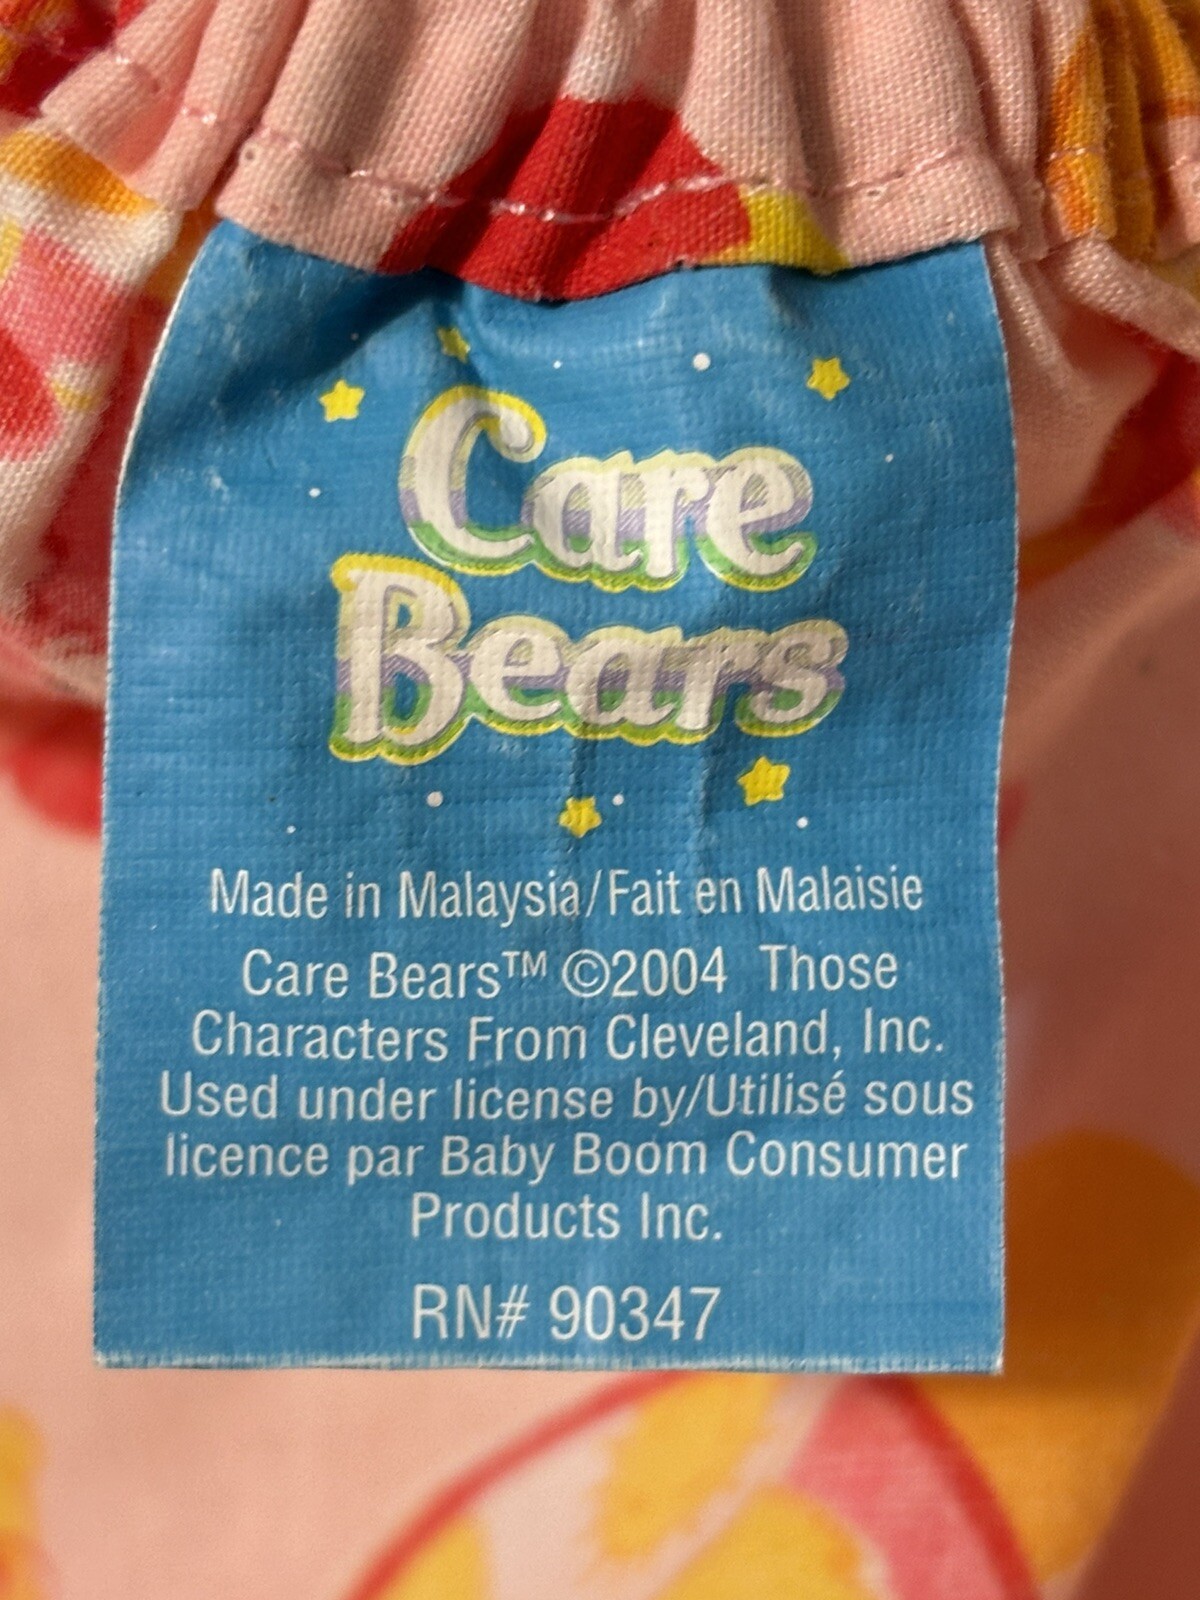 Care
Bears
Made in Malaysia/Fait en Malaisie
Care Bears™ ©2004 Those
Characters From Cleveland, Inc.
Used under license by/Utilisé sous
licence par Baby Boom Consumer
Products Inc.
RN# 90347